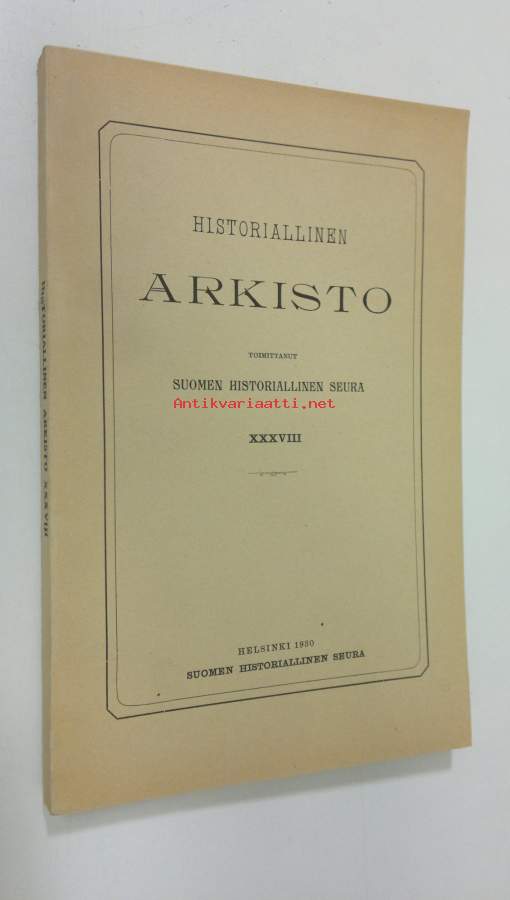 HISTORIALLINEN
ARKISTO
TOIMITTANUT
SUOMEN HISTORIALLINEN SEURA
Antikvariaatti.net
XXXVIII
HELSINKI 1930
SUOMEN HISTORIALLINEN SEURA
HISTORIALLINEN ARKISTO XXXVIII